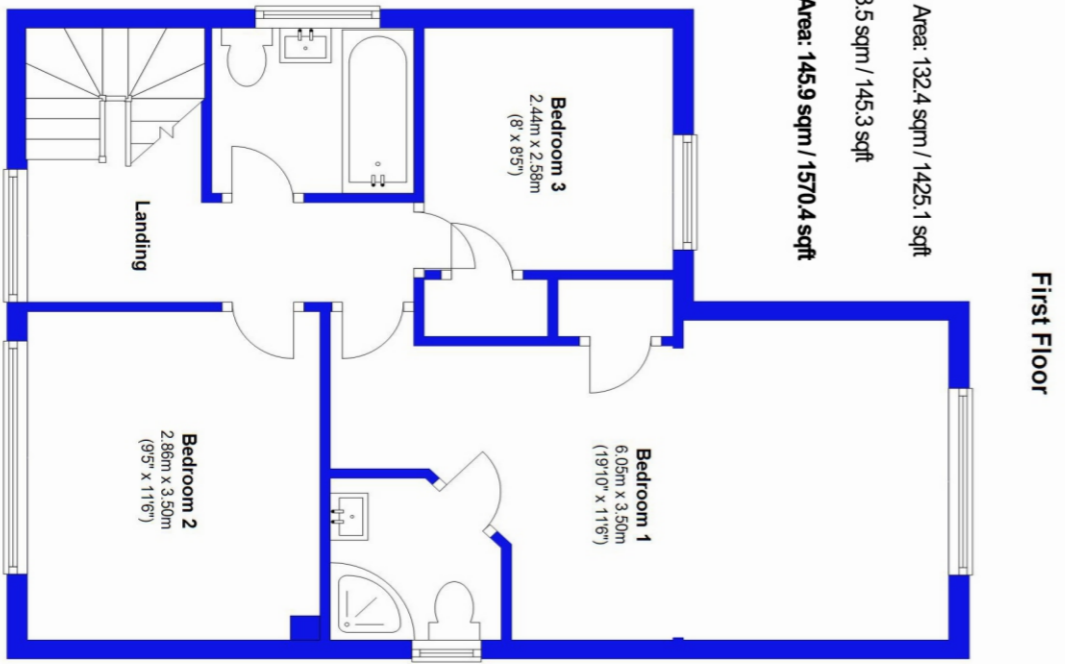 First Floor
Area: 132.4 sqm / 1425.1 sqft
3.5 sqm / 145.3 sqft
Area: 145.9 sqm / 1570.4 sqft
Bedroom 3
2.44m x 2.58m
(8' x 8'5")
Landing
Bedroom 1
6.05m x 3.50m
(19'10" x 11'6")
Bedroom 2
2.86m x 3.50m
(9'5" x 11'6")